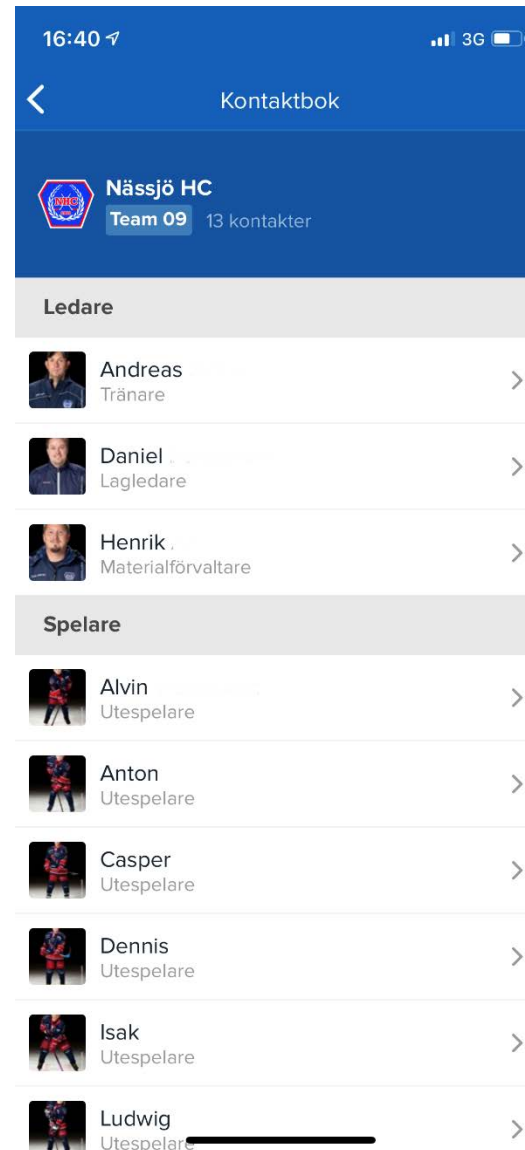 16:40
3G
Kontaktbok
NHC
Nässjö HC
Team 09 13 kontakter
Ledare
Andreas
Tränare
Daniel
Lagledare
Henrik
Materialförvaltare
Spelare
Alvin
Utespelare
Anton
Utespelare
Casper
Utespelare
Dennis
Utespelare
Isak
Utespelare
Ludwig
Utespelare